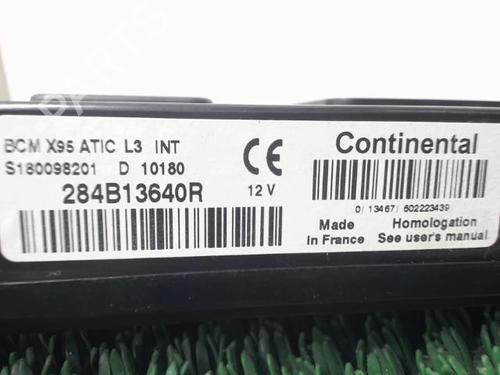 BCM X95 ATIC L3 INT
S180098201 D 10180
284B13640R
12 V
Continental
0/ 13467/ 602223439
Made
in France
Homologation
See user's manual